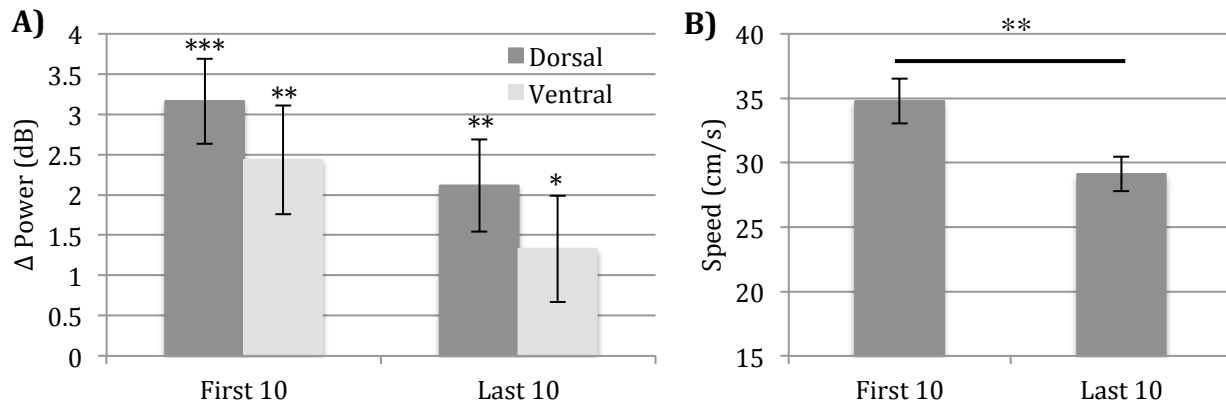 A)
Δ Power (dB)
4
3.5
3
2.5
2
1.5
1
0.5
0
***
**
**
*
Dorsal
Ventral
First 10
Last 10
B)
Speed (cm/s)
40
35
30
25
20
15
**
First 10
Last 10